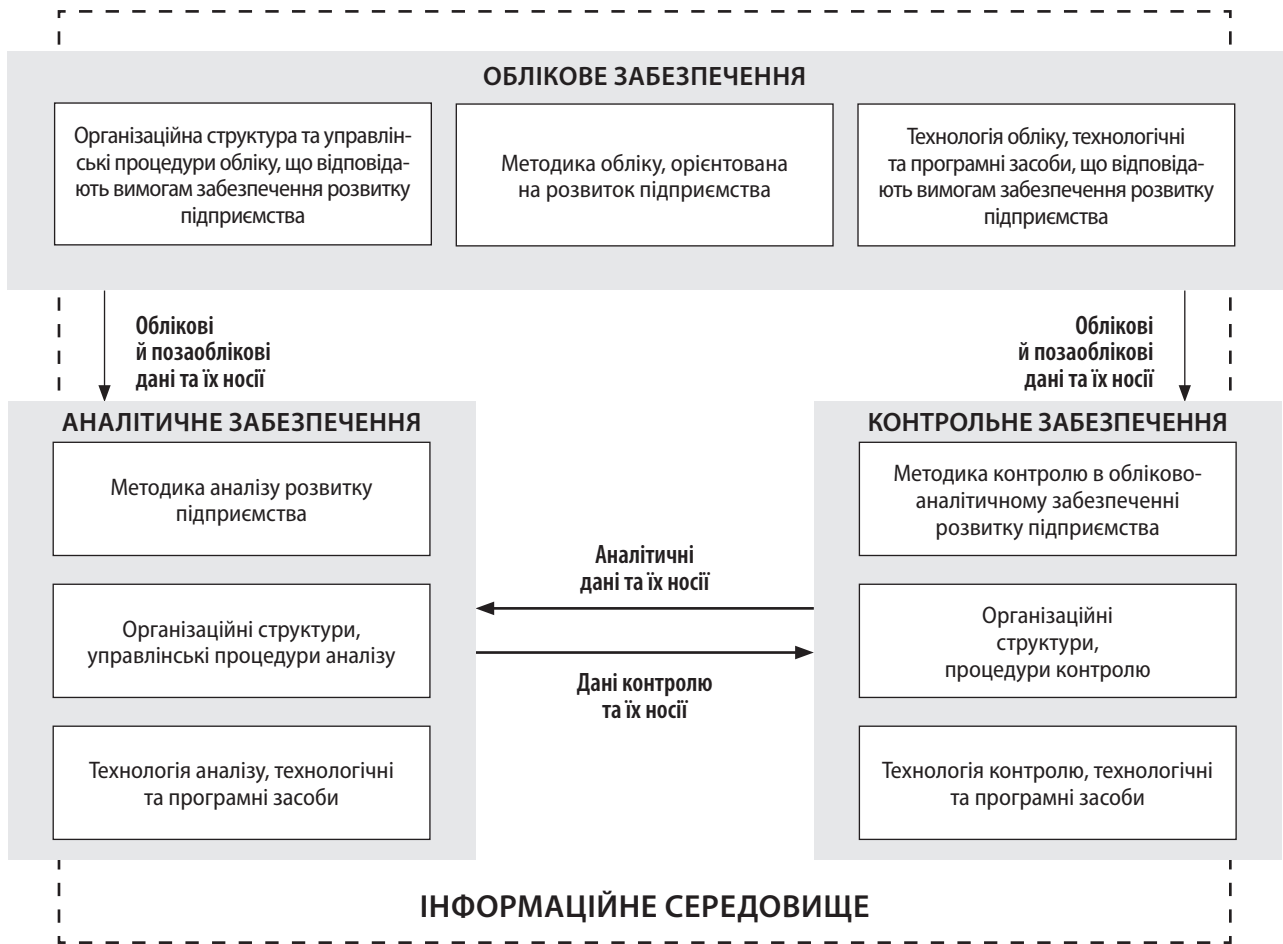 ОБЛІКОВЕ ЗАБЕЗПЕЧЕННЯ
Організаційна структура та управлін-
ські процедури обліку, що відповіда-
ють вимогам забезпечення розвитку
підприємства
Методика обліку, орієнтована
на розвиток підприємства
Технологія обліку, технологічні
та програмні засоби, що відповіда-
ють вимогам забезпечення розвитку
підприємства
Облікові
й позаоблікові
дані та їх носії
Облікові
й позаоблікові
дані та їх носії
АНАЛІТИЧНЕ ЗАБЕЗПЕЧЕННЯ
Методика аналізу розвитку
підприємства
Організаційні структури,
управлінські процедури аналізу
Технологія аналізу, технологічні
та програмні засоби
Аналітичні
дані та їх носії
Дані контролю
та їх носії
КОНТРОЛЬНЕ ЗАБЕЗПЕЧЕННЯ
Методика контролю в обліково-
аналітичному забезпеченні
розвитку підприємства
Організаційні
структури,
процедури контролю
Технологія контролю, технологічні
та програмні засоби
ІНФОРМАЦІЙНЕ СЕРЕДОВИЩЕ